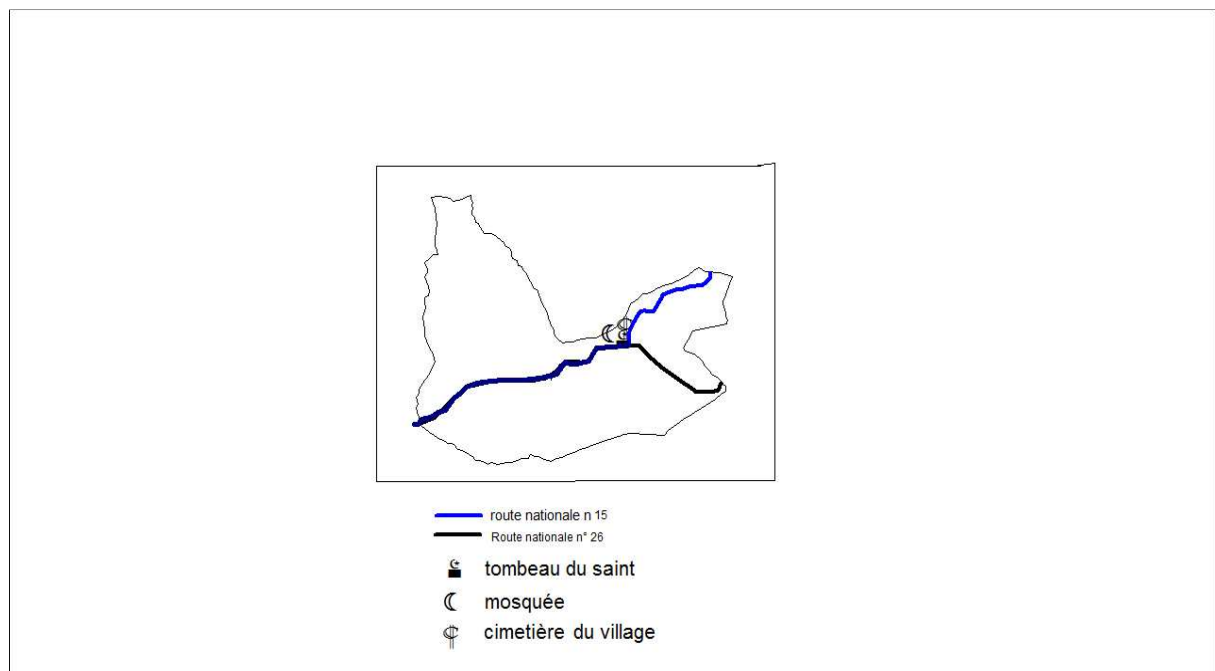 route nationale n 15
Route nationale n° 26
tombeau du saint
mosquée
cimetière du village